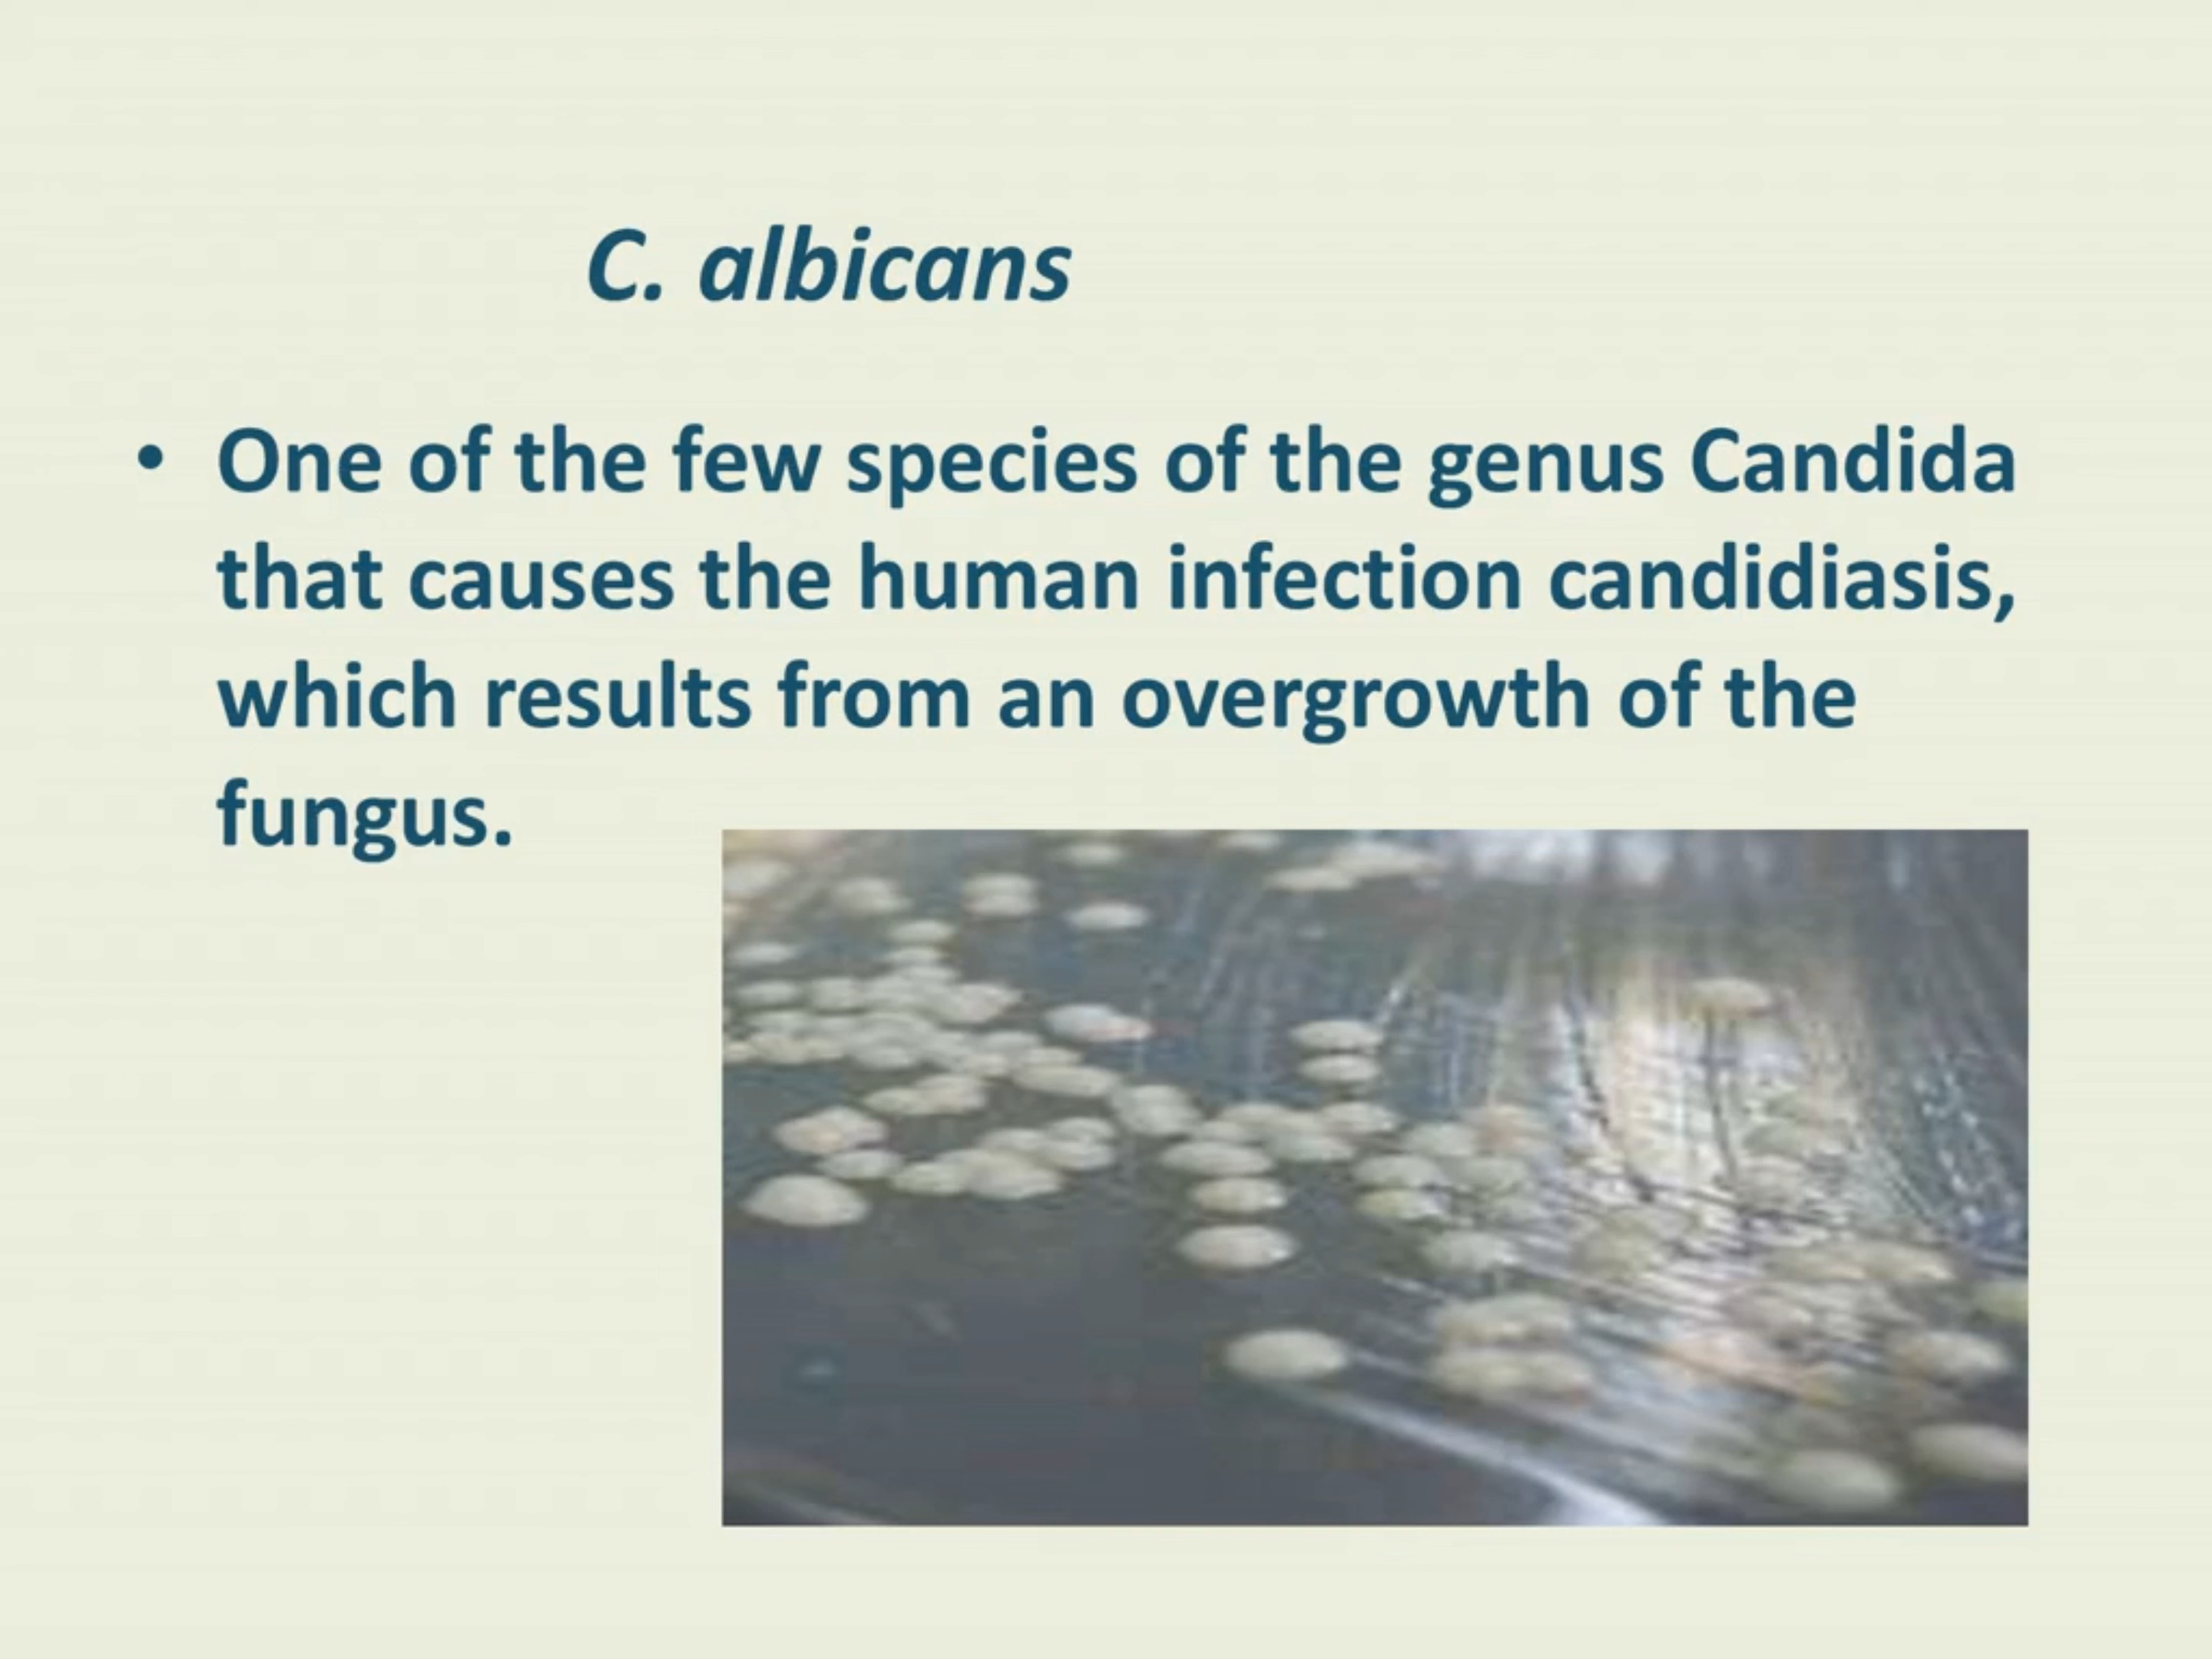 C. albicans
• One of the few species of the genus Candida
that causes the human infection candidiasis,
which results from an overgrowth of the
fungus.